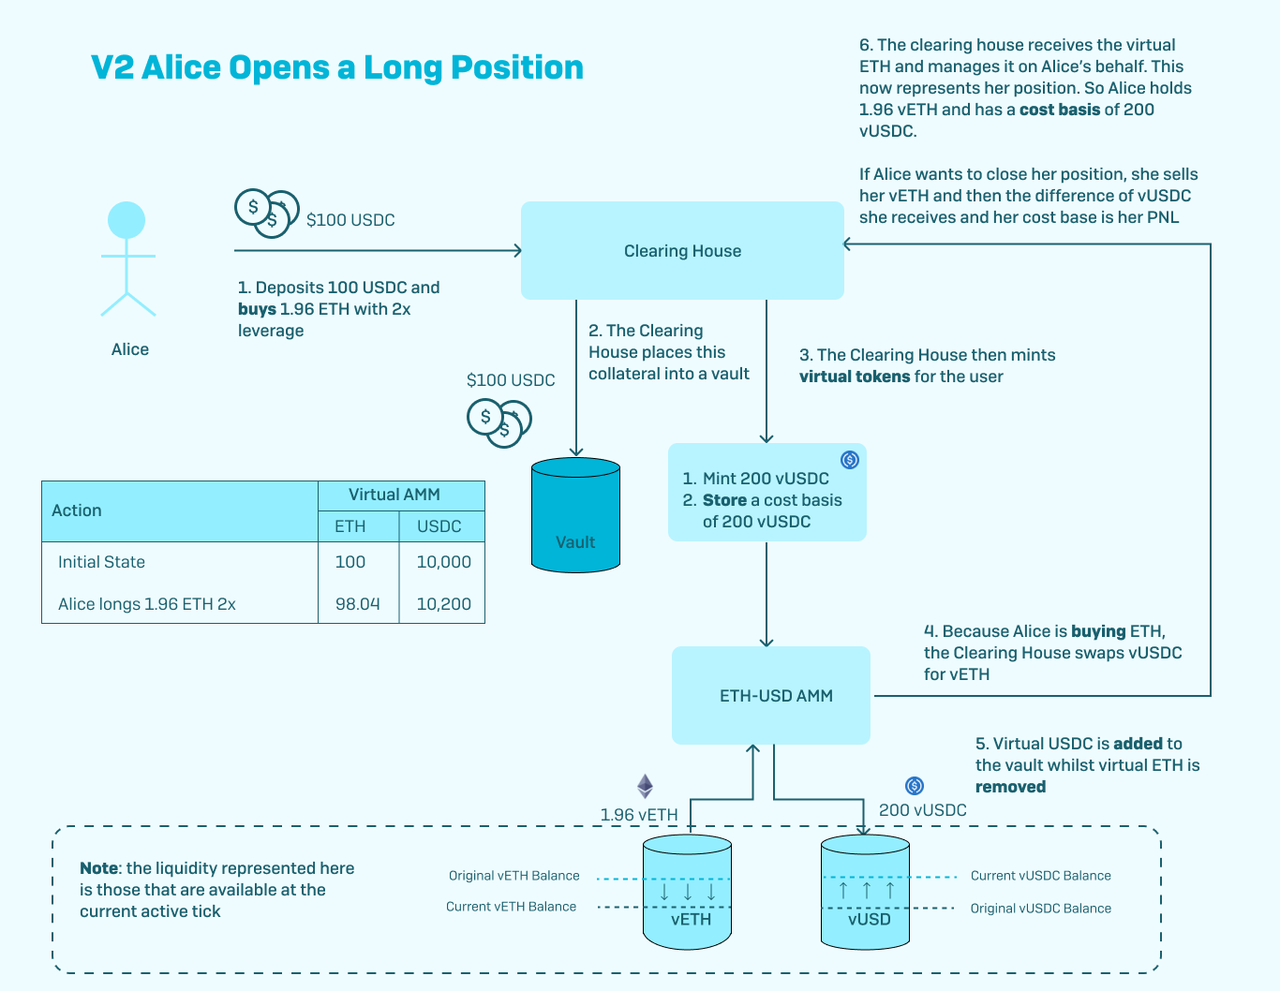 V2 Alice Opens a Long Position
6. The clearing house receives the virtual
ETH and manages it on Alice's behalf. This
now represents her position. So Alice holds
1.96 vETH and has a cost basis of 200
vUSDC.
If Alice wants to close her position, she sells
her vETH and then the difference of vUSDC
she receives and her cost base is her PNL
$ $ $
$100 USDC
Clearing House
1. Deposits 100 USDC and
buys 1.96 ETH with 2x
leverage
Alice
2. The Clearing
House places this
collateral into a vault
3. The Clearing House then mints
virtual tokens for the user
$100 USDC
$ $ $
1. Mint 200 vUSDC
2. Store a cost basis
of 200 vUSDC
Vault
Action
Virtual AMM
ETH
USDC
Initial State
100
10,000
Alice longs 1.96 ETH 2x
98.04
10,200
4. Because Alice is buying ETH,
the Clearing House swaps vUSDC
for vETH
ETH-USD AMM
5. Virtual USDC is added to
the vault whilst virtual ETH is
removed
1.96 vETH
200 vUSDC
Note: the liquidity represented here
is those that are available at the
current active tick
Original vETH Balance
Current vETH Balance
vETH
vUSD
Current vUSDC Balance
Original vUSDC Balance